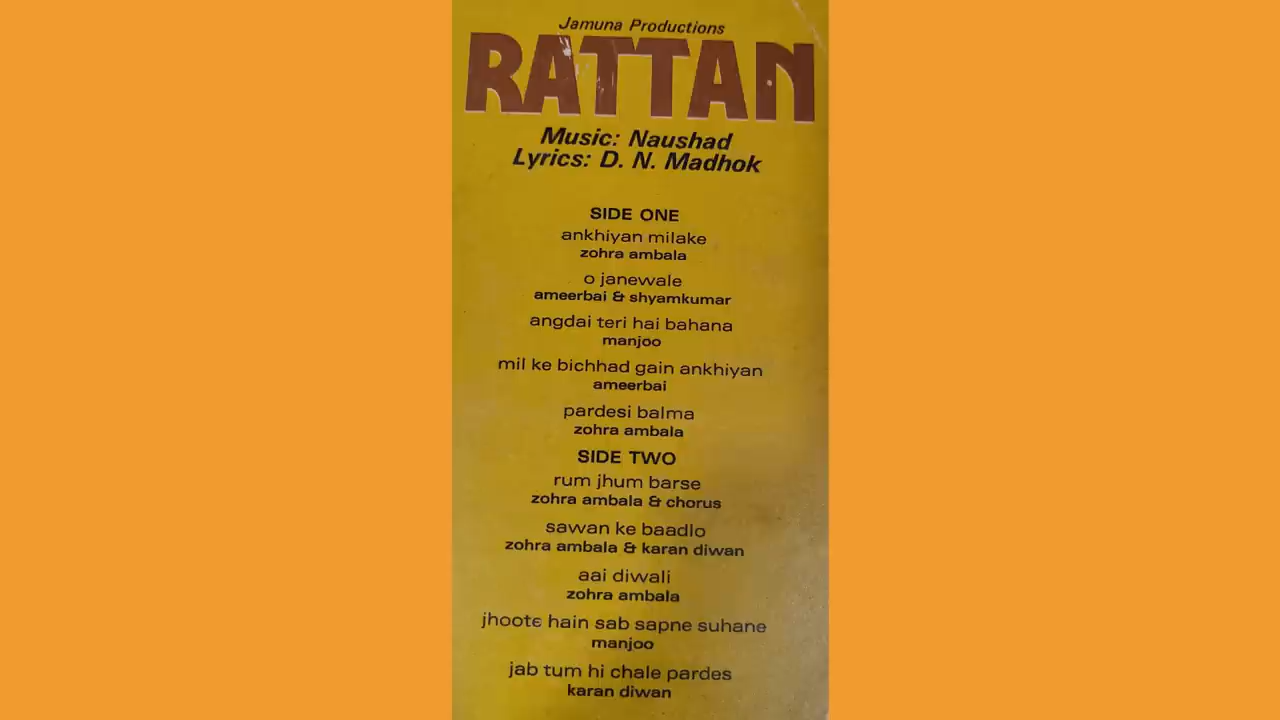 Jamuna Productions
RATTAN
Music: Naushad
Lyrics: D. N. Madhok
SIDE ONE
ankhiyan milake
zohra ambala
o janewale
ameerbai & shyamkumar
angdai teri hai bahana
manjoo
mil ke bichhad gain ankhiyan
ameerbai
pardesi balma
zohra ambala
SIDE TWO
rum jhum barse
zohra ambala & chorus
sawan ke baadlo
zohra ambala & karan diwan
aai diwali
zohra ambala
jhoote hain sab sapne suhane
manjoo
jab tum hi chale pardes
karan diwan